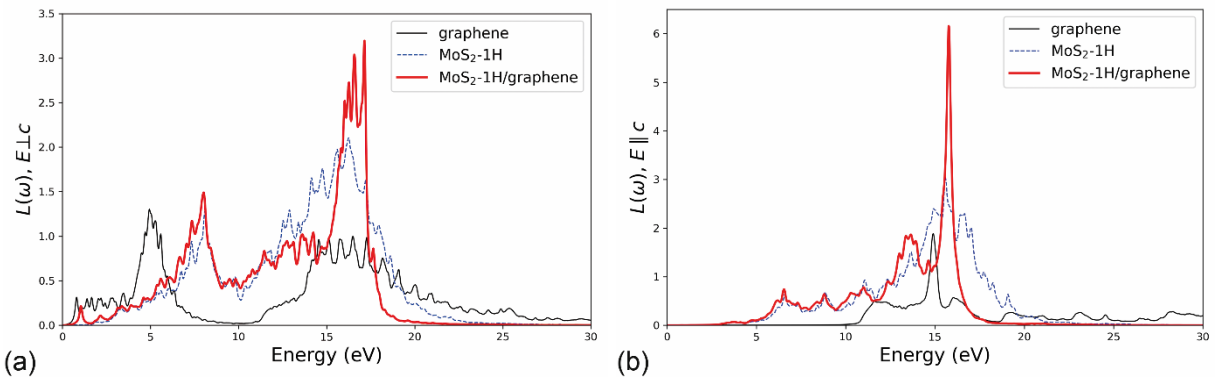 3.5
3.0
2.5
2.0
1.5
1.0
0.5
0.0
L(ω), E⊥c
0
5
10
15
20
25
30
Energy (eV)
graphene
MoS₂-1H
MoS₂-1H/graphene
(a)
6
5
4
3
2
1
0
L(ω), E ∥ c
0
5
10
15
20
25
30
Energy (eV)
graphene
MoS₂-1H
MoS₂-1H/graphene
(b)